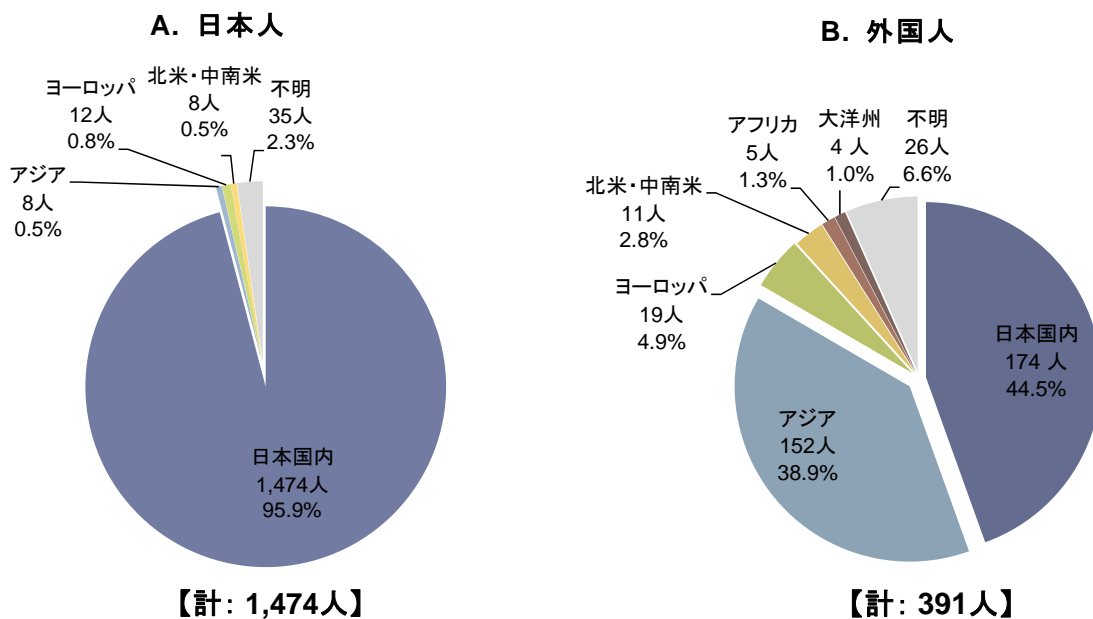 A. 日本人
ヨーロッパ
12人
0.8%
北米・中南米
8人
0.5%
不明
35人
2.3%
アジア
8人
0.5%
日本国内
1,474人
95.9%
【計: 1,474人】
B. 外国人
アフリカ
5人
1.3%
大洋州
4 人
1.0%
不明
26人
6.6%
北米・中南米
11人
2.8%
ヨーロッパ
19人
4.9%
日本国内
174 人
44.5%
アジア
152人
38.9%
【計: 391人】